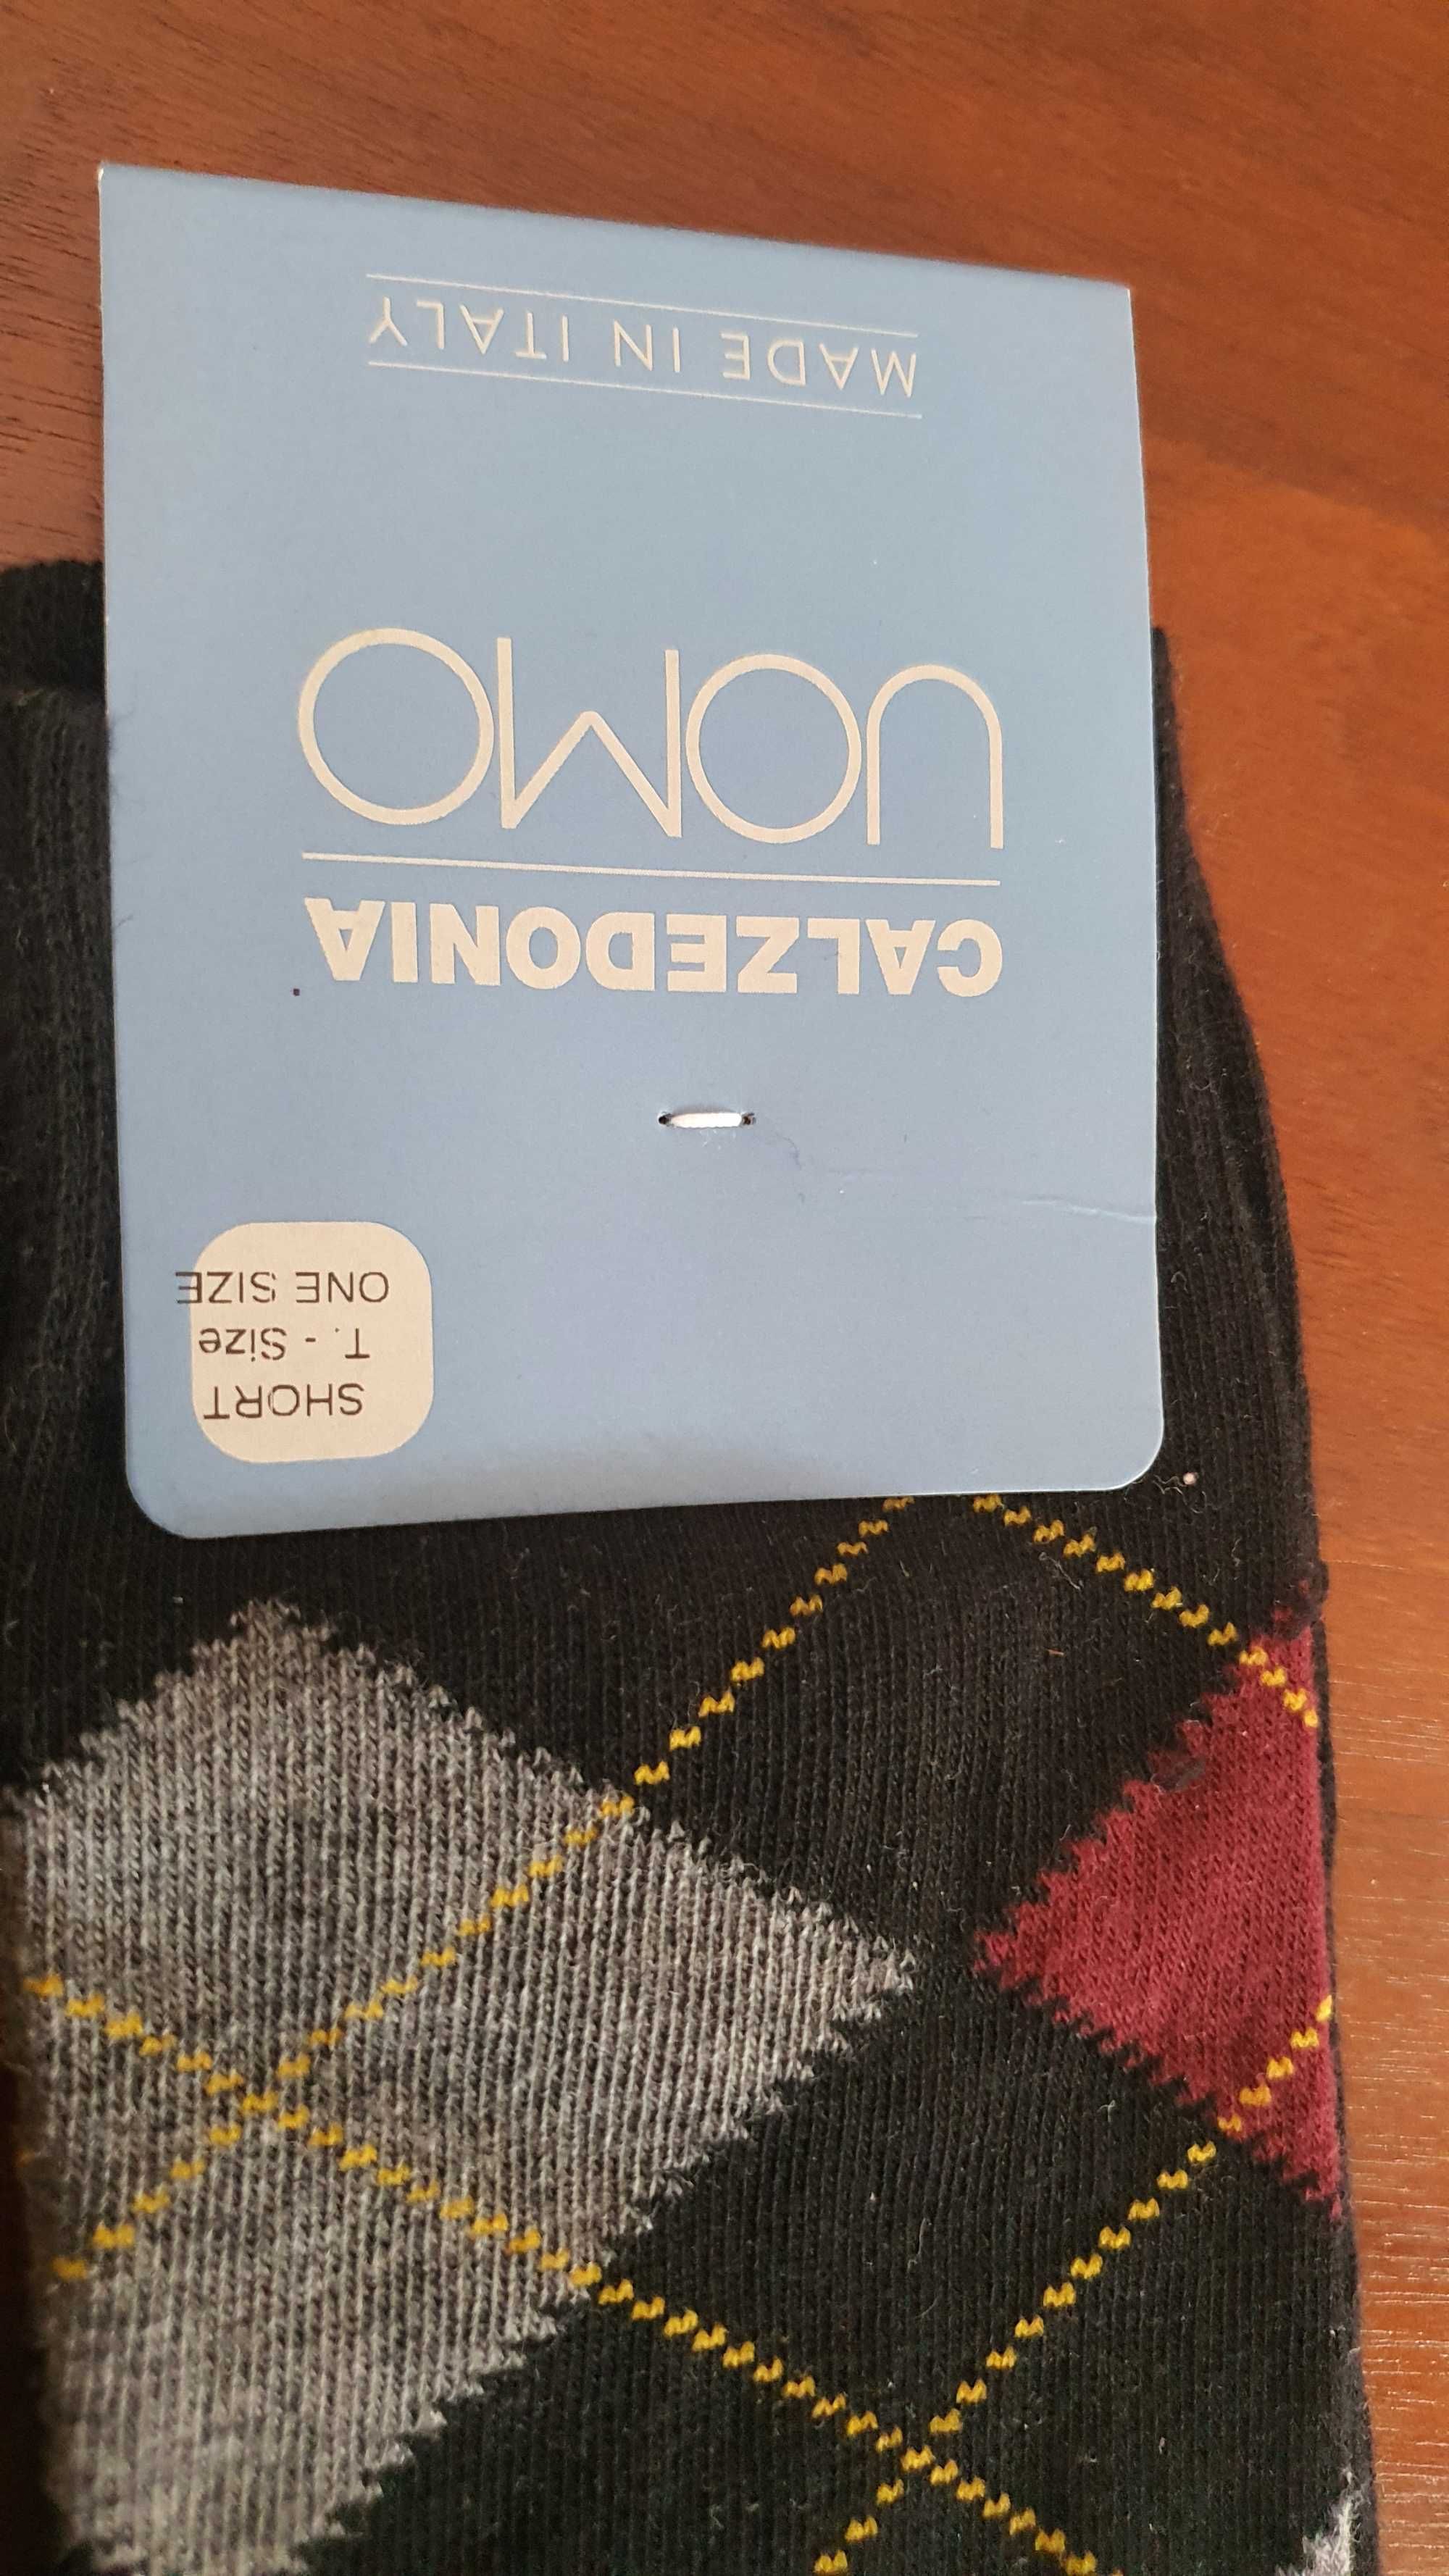 SHORT
T. - Size
ONE SIZE
CALZEDONIA
UOMO
MADE IN ITALY